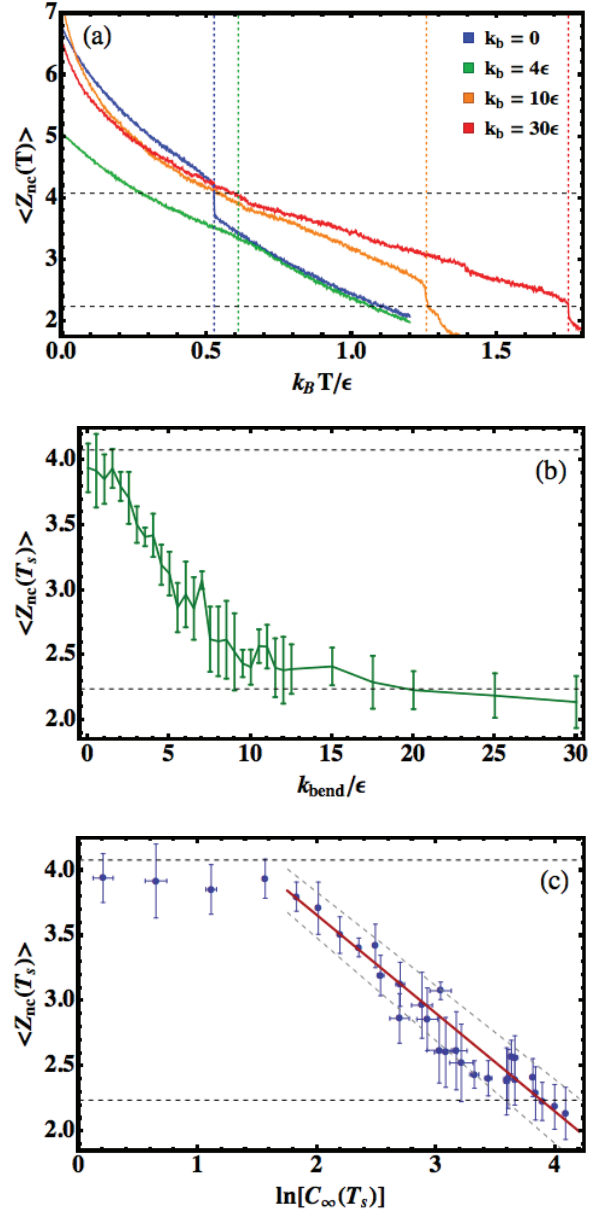 (a)
k_b = 0
k_b = 4ϵ
k_b = 10ϵ
k_b = 30ϵ
7
6
5
4
3
2
<Z_nc(T)>
0.0 0.5 1.0 1.5
k_B T/ϵ
(b)
4.0
3.5
3.0
2.5
2.0
<Z_nc(T_s)>
0 5 10 15 20 25 30
k_bend/ϵ
(c)
4.0
3.5
3.0
2.5
2.0
<Z_nc(T_s)>
0 1 2 3 4
ln[C_∞(T_s)]